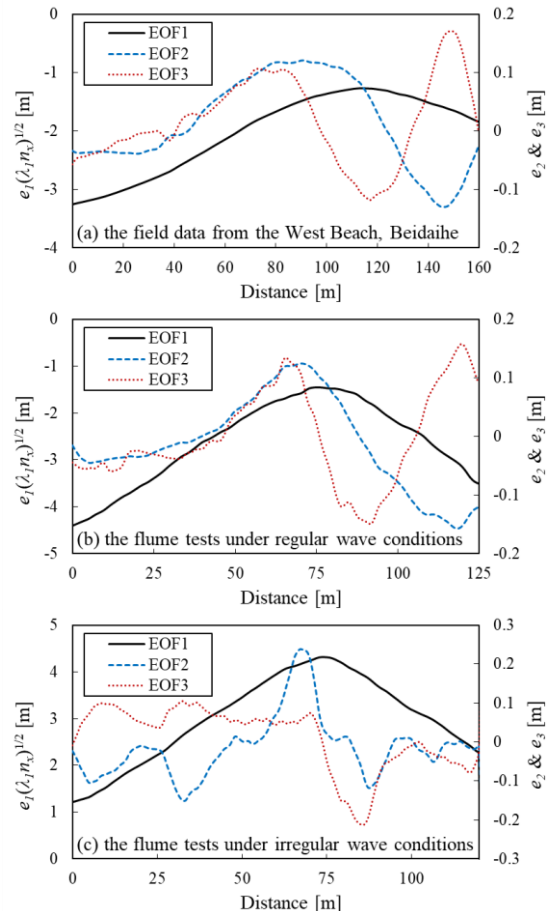 0
0.2
EOF1
EOF2
EOF3
-1
0.1
e₁(λ₁nₓ)^1/2 [m]
-2
0
e₂ & e₃
-3
-0.1
(a) the field data from the West Beach, Beidaihe
-4
-0.2
0 20 40 60 80 100 120 140 160
Distance [m]
0
0.2
EOF1
EOF2
EOF3
-1
0.1
-2
e₁(λ₁nₓ)^1/2 [m]
0
e₂ & e₃
-3
-0.1
-4
(b) the flume tests under regular wave conditions
-5
-0.2
0 25 50 75 100 125
Distance [m]
5
0.3
EOF1
EOF2
EOF3
4
0.2
3
0.1
e₁(λ₁nₓ)^1/2 [m]
0
e₂ & e₃
2
-0.1
1
-0.2
(c) the flume tests under irregular wave conditions
0
-0.3
0 25 50 75 100
Distance [m]